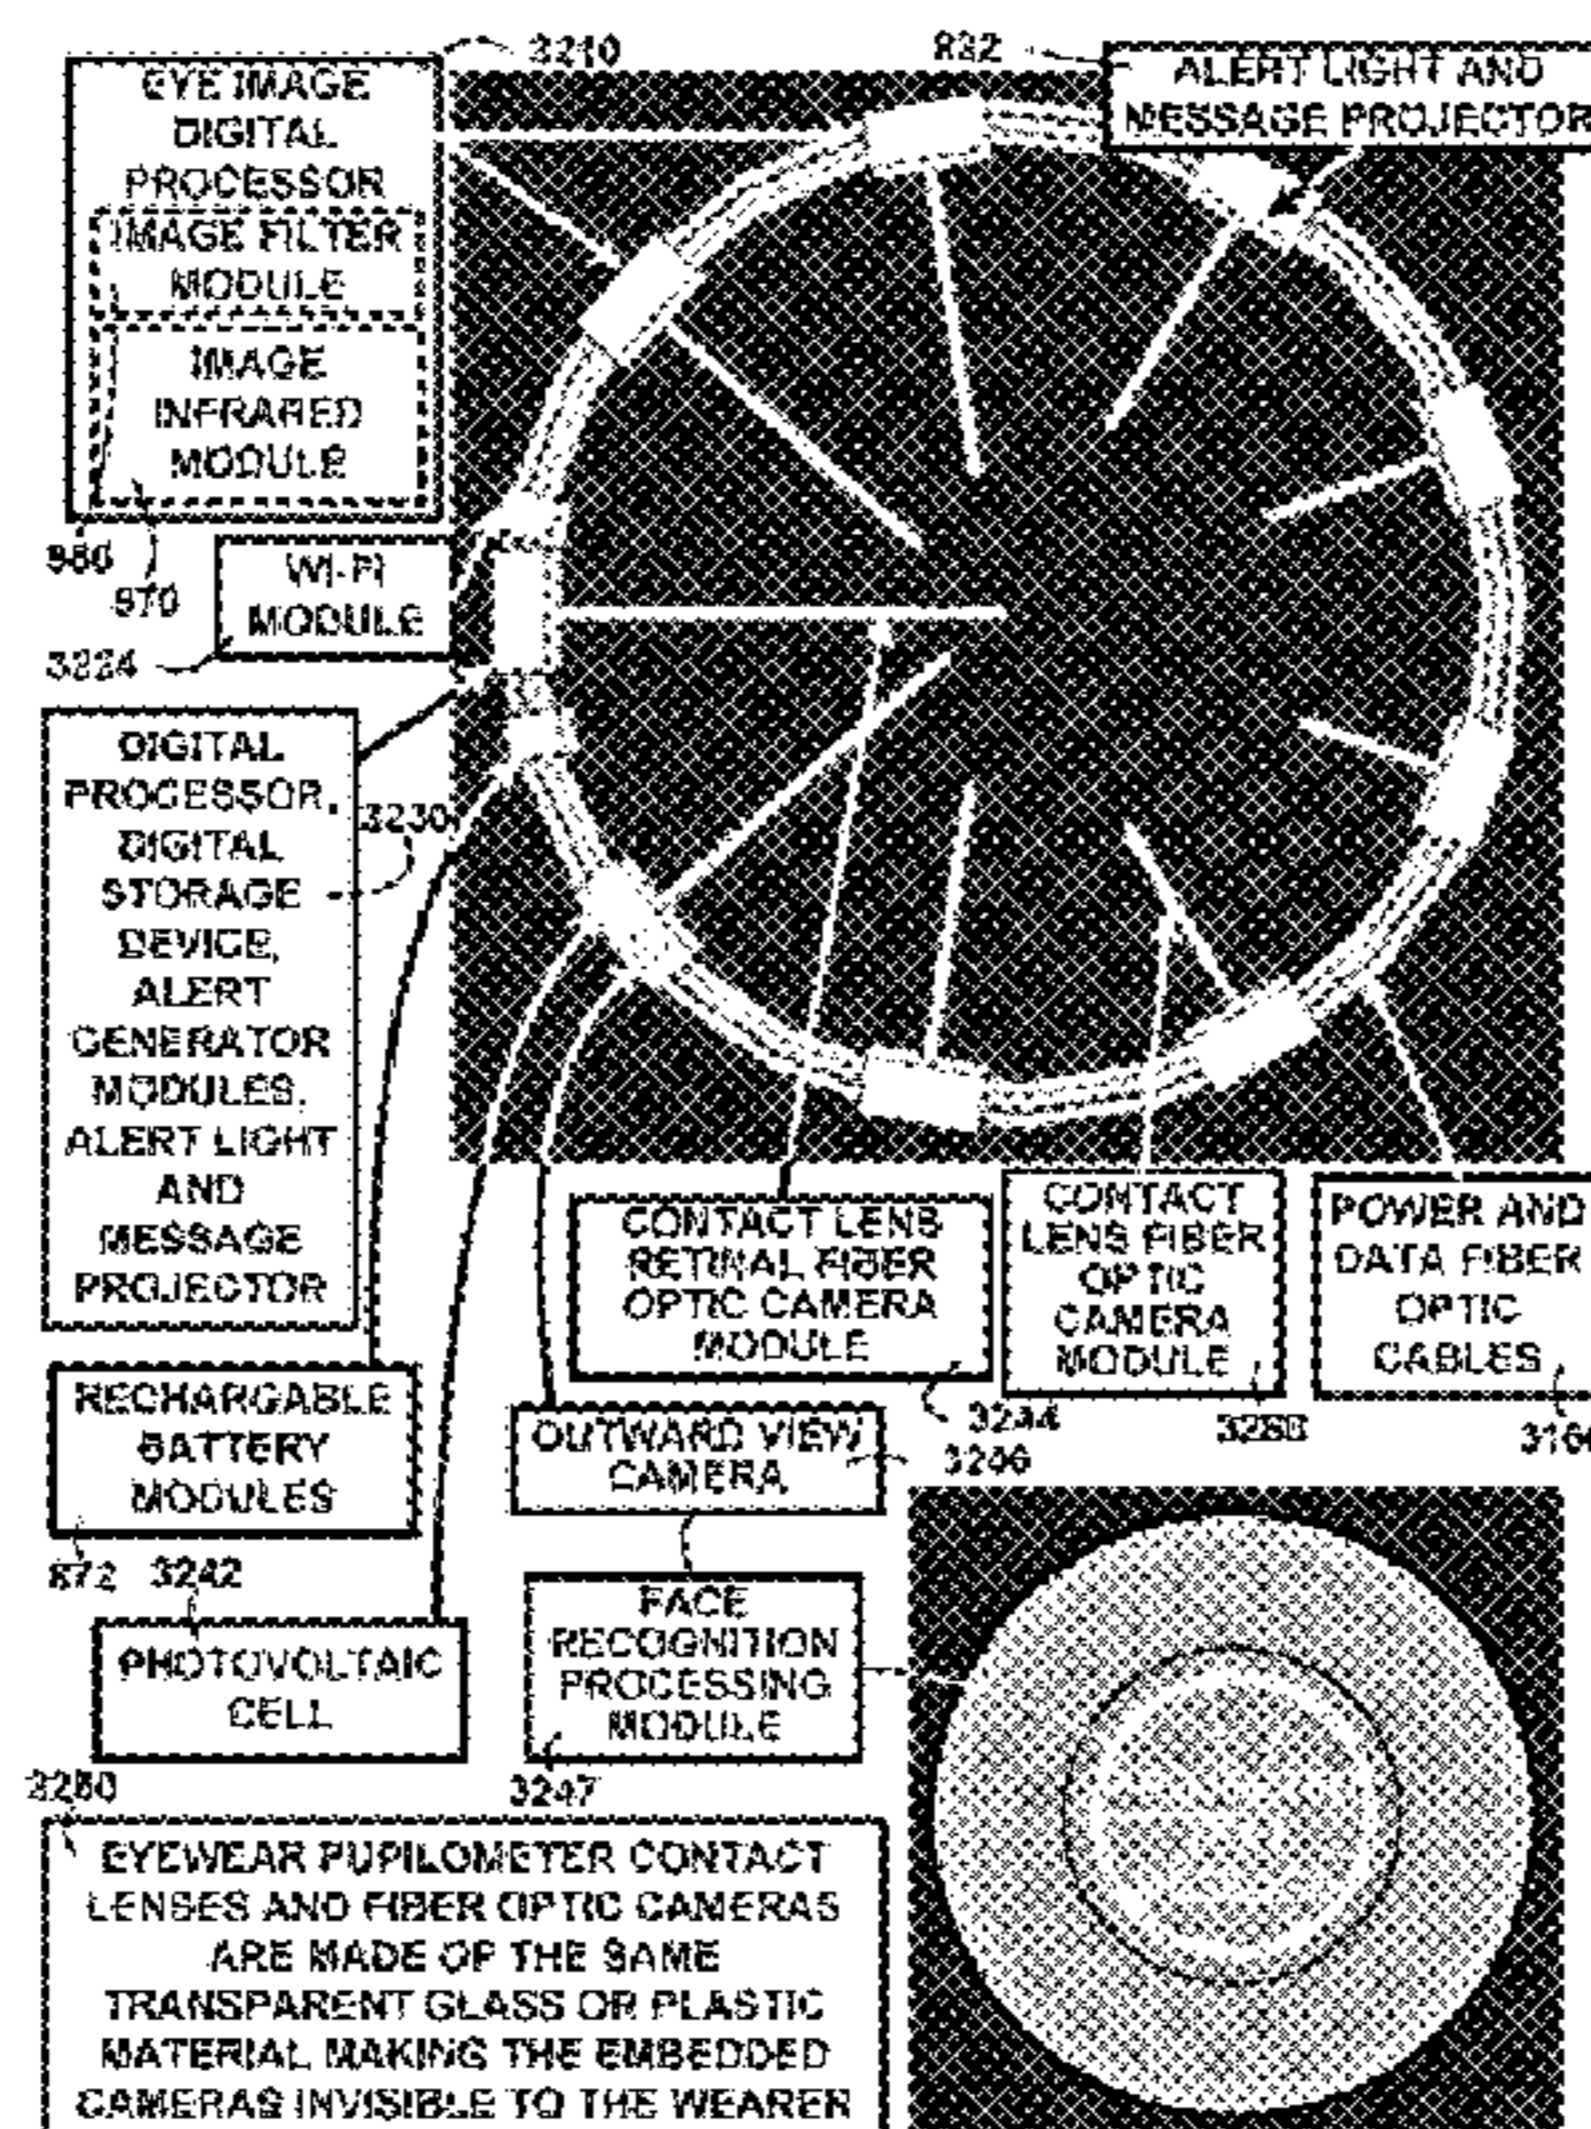 3210
EYE IMAGE
DIGITAL
PROCESSOR
IMAGE FILTER
MODULE
IMAGE
INFRARED
MODULE
832
ALERT LIGHT AND
MESSAGE PROJECTOR
WI-FI
MODULE
3224
DIGITAL
PROCESSOR,
DIGITAL
STORAGE
DEVICE,
ALERT
GENERATOR
MODULES,
ALERT LIGHT
AND
MESSAGE
PROJECTOR
3230
RECHARGABLE
BATTERY
MODULES
872
3242
PHOTOVOLTAIC
CELL
CONTACT LENS
RETINAL FIBER
OPTIC CAMERA
MODULE
3244
CONTACT
LENS FIBER
OPTIC
CAMERA
MODULE
POWER AND
DATA FIBER
OPTIC
CABLES
OUTWARD VIEW
CAMERA
3246
FACE
RECOGNITION
PROCESSING
MODULE
3247
EYEWEAR PUPILOMETER CONTACT
LENSES AND FIBER OPTIC CAMERAS
ARE MADE OF THE SAME
TRANSPARENT GLASS OR PLASTIC
MATERIAL MAKING THE EMBEDDED
CAMERAS INVISIBLE TO THE WEARER